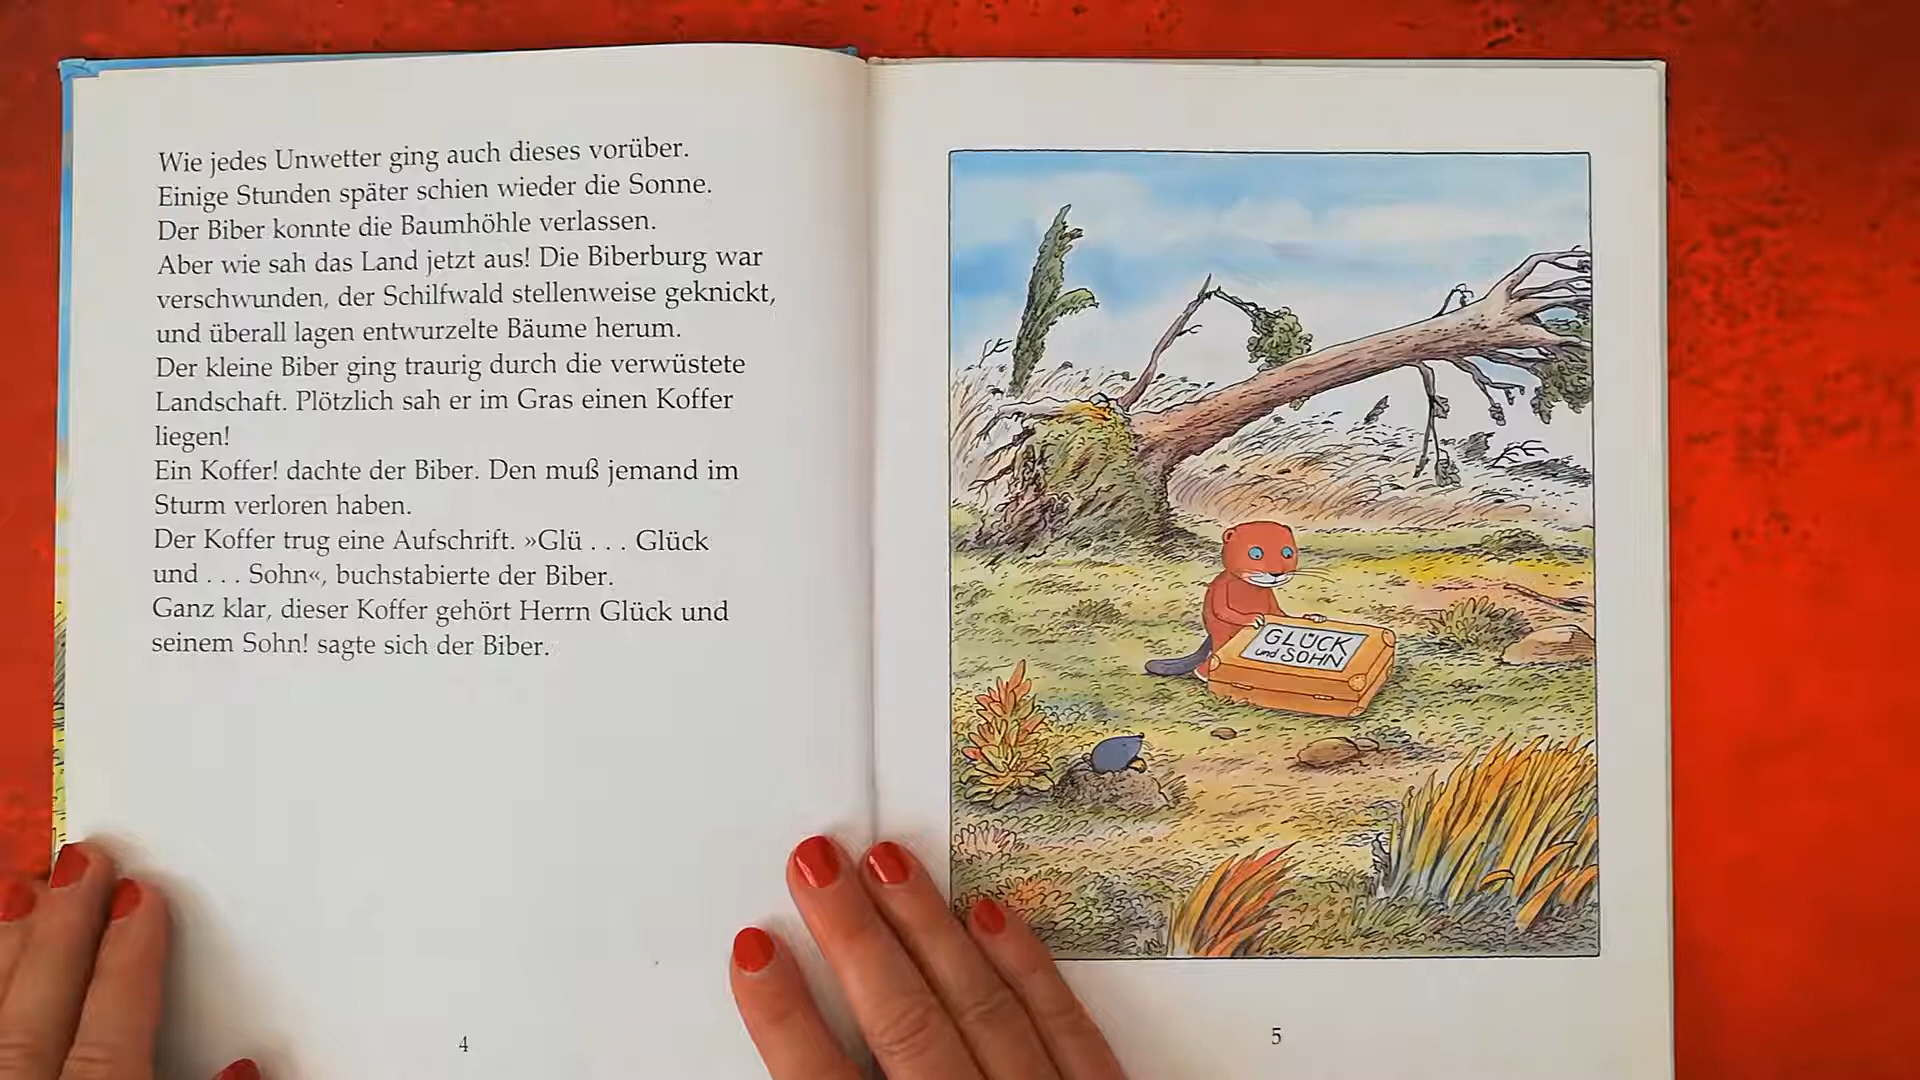 Wie jedes Unwetter ging auch dieses vorüber.
Einige Stunden später schien wieder die Sonne.
Der Biber konnte die Baumhöhle verlassen.
Aber wie sah das Land jetzt aus! Die Biberburg war
verschwunden, der Schilfwald stellenweise geknickt,
und überall lagen entwurzelte Bäume herum.
Der kleine Biber ging traurig durch die verwüstete
Landschaft. Plötzlich sah er im Gras einen Koffer
liegen!
Ein Koffer! dachte der Biber. Den muß jemand im
Sturm verloren haben.
Der Koffer trug eine Aufschrift. »Glü . . . Glück
und . . . Sohn«, buchstabierte der Biber.
Ganz klar, dieser Koffer gehört Herrn Glück und
seinem Sohn! sagte sich der Biber.
4
GLÜCK
und SOHN
5